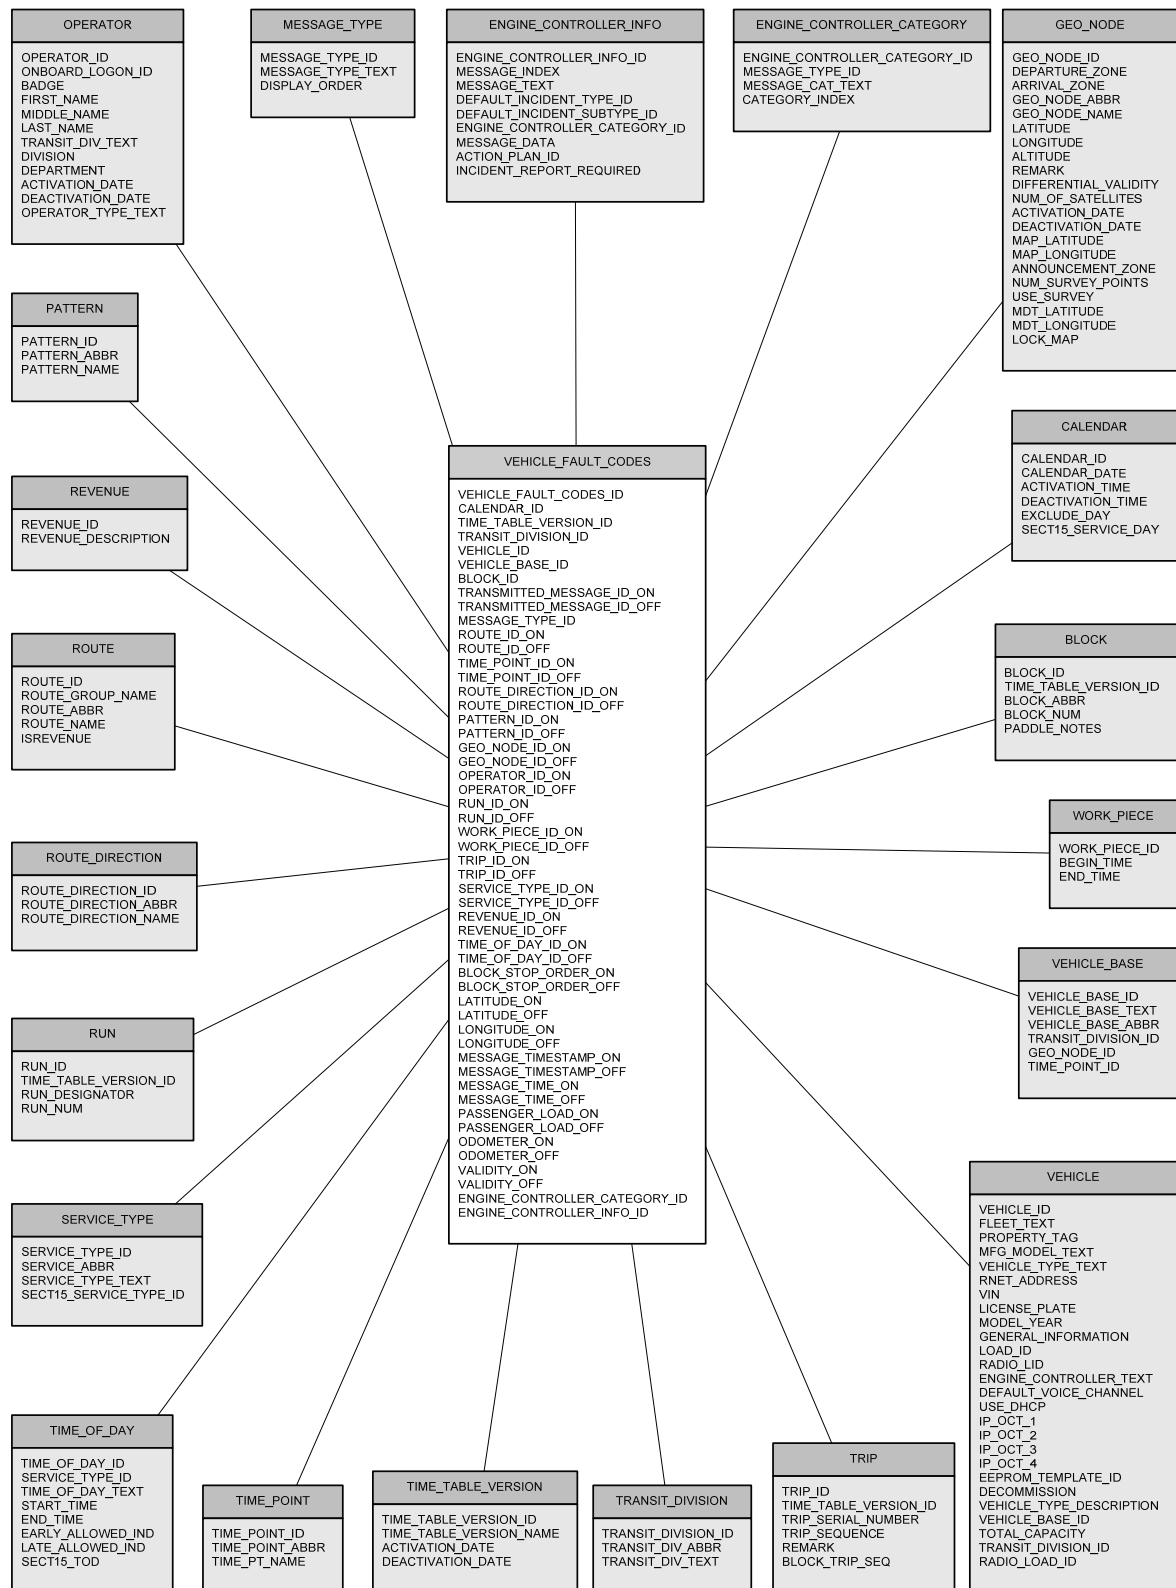 OPERATOR
OPERATOR_ID
ONBOARD_LOGON_ID
BADGE
FIRST_NAME
MIDDLE_NAME
LAST_NAME
TRANSIT_DIV_TEXT
DIVISION
DEPARTMENT
ACTIVATION_DATE
DEACTIVATION_DATE
OPERATOR_TYPE_TEXT
MESSAGE_TYPE
MESSAGE_TYPE_ID
MESSAGE_TYPE_TEXT
DISPLAY_ORDER
ENGINE_CONTROLLER_INFO
ENGINE_CONTROLLER_INFO_ID
MESSAGE_INDEX
MESSAGE_TEXT
DEFAULT_INCIDENT_TYPE_ID
DEFAULT_INCIDENT_SUBTYPE_ID
ENGINE_CONTROLLER_CATEGORY_ID
MESSAGE_DATA
ACTION_PLAN_ID
INCIDENT_REPORT_REQUIRED
ENGINE_CONTROLLER_CATEGORY
ENGINE_CONTROLLER_CATEGORY_ID
MESSAGE_TYPE_ID
MESSAGE_CAT_TEXT
CATEGORY_INDEX
GEO_NODE
GEO_NODE_ID
DEPARTURE_ZONE
ARRIVAL_ZONE
GEO_NODE_ABBR
GEO_NODE_NAME
LATITUDE
LONGITUDE
ALTITUDE
REMARK
DIFFERENTIAL_VALIDITY
NUM_OF_SATELLITES
ACTIVATION_DATE
DEACTIVATION_DATE
MAP_LATITUDE
MAP_LONGITUDE
ANNOUNCEMENT_ZONE
NUM_SURVEY_POINTS
USE_SURVEY
MDT_LATITUDE
MDT_LONGITUDE
LOCK_MAP
PATTERN
PATTERN_ID
PATTERN_ABBR
PATTERN_NAME
REVENUE
REVENUE_ID
REVENUE_DESCRIPTION
ROUTE
ROUTE_ID
ROUTE_GROUP_NAME
ROUTE_ABBR
ROUTE_NAME
ISREVENUE
ROUTE_DIRECTION
ROUTE_DIRECTION_ID
ROUTE_DIRECTION_ABBR
ROUTE_DIRECTION_NAME
RUN
RUN_ID
TIME_TABLE_VERSION_ID
RUN_DESIGNATOR
RUN_NUM
SERVICE_TYPE
SERVICE_TYPE_ID
SERVICE_ABBR
SERVICE_TYPE_TEXT
SECT15_SERVICE_TYPE_ID
VEHICLE_FAULT_CODES
VEHICLE_FAULT_CODES_ID
CALENDAR_ID
TIME_TABLE_VERSION_ID
TRANSIT_DIVISION_ID
VEHICLE_ID
VEHICLE_BASE_ID
BLOCK_ID
TRANSMITTED_MESSAGE_ID_ON
TRANSMITTED_MESSAGE_ID_OFF
MESSAGE_TYPE_ID
ROUTE_ID_ON
ROUTE_ID_OFF
TIME_POINT_ID_ON
TIME_POINT_ID_OFF
ROUTE_DIRECTION_ID_ON
ROUTE_DIRECTION_ID_OFF
PATTERN_ID_ON
PATTERN_ID_OFF
GEO_NODE_ID_ON
GEO_NODE_ID_OFF
OPERATOR_ID_ON
OPERATOR_ID_OFF
RUN_ID_ON
RUN_ID_OFF
WORK_PIECE_ID_ON
WORK_PIECE_ID_OFF
TRIP_ID_ON
TRIP_ID_OFF
SERVICE_TYPE_ID_ON
SERVICE_TYPE_ID_OFF
REVENUE_ID_ON
REVENUE_ID_OFF
TIME_OF_DAY_ID_ON
TIME_OF_DAY_ID_OFF
BLOCK_STOP_ORDER_ON
BLOCK_STOP_ORDER_OFF
LATITUDE_ON
LATITUDE_OFF
LONGITUDE_ON
LONGITUDE_OFF
MESSAGE_TIMESTAMP_ON
MESSAGE_TIMESTAMP_OFF
MESSAGE_TIME_ON
MESSAGE_TIME_OFF
PASSENGER_LOAD_ON
PASSENGER_LOAD_OFF
ODOMETER_ON
ODOMETER_OFF
VALIDITY_ON
VALIDITY_OFF
ENGINE_CONTROLLER_CATEGORY_ID
ENGINE_CONTROLLER_INFO_ID
CALENDAR
CALENDAR_ID
CALENDAR_DATE
ACTIVATION_TIME
DEACTIVATION_TIME
EXCLUDE_DAY
SECT15_SERVICE_DAY
BLOCK
BLOCK_ID
TIME_TABLE_VERSION_ID
BLOCK_ABBR
BLOCK_NUM
PADDLE_NOTES
WORK_PIECE
WORK_PIECE_ID
BEGIN_TIME
END_TIME
VEHICLE_BASE
VEHICLE_BASE_ID
VEHICLE_BASE_TEXT
VEHICLE_BASE_ABBR
TRANSIT_DIVISION_ID
GEO_NODE_ID
TIME_POINT_ID
VEHICLE
VEHICLE_ID
FLEET_TEXT
PROPERTY_TAG
MFG_MODEL_TEXT
VEHICLE_TYPE_TEXT
RNET_ADDRESS
VIN
LICENSE_PLATE
MODEL_YEAR
GENERAL_INFORMATION
LOAD_ID
RADIO_LID
ENGINE_CONTROLLER_TEXT
DEFAULT_VOICE_CHANNEL
USE_DHCP
IP_OCT_1
IP_OCT_2
IP_OCT_3
IP_OCT_4
EEPROM_TEMPLATE_ID
DECOMMISSION
VEHICLE_TYPE_DESCRIPTION
VEHICLE_BASE_ID
TOTAL_CAPACITY
TRANSIT_DIVISION_ID
RADIO_LOAD_ID
TIME_OF_DAY
TIME_OF_DAY_ID
SERVICE_TYPE_ID
TIME_OF_DAY_TEXT
START_TIME
END_TIME
EARLY_ALLOWED_IND
LATE_ALLOWED_IND
SECT15_TOD
TIME_POINT
TIME_POINT_ID
TIME_POINT_ABBR
TIME_PT_NAME
TIME_TABLE_VERSION
TIME_TABLE_VERSION_ID
TIME_TABLE_VERSION_NAME
ACTIVATION_DATE
DEACTIVATION_DATE
TRANSIT_DIVISION
TRANSIT_DIVISION_ID
TRANSIT_DIV_ABBR
TRANSIT_DIV_TEXT
TRIP
TRIP_ID
TIME_TABLE_VERSION_ID
TRIP_SERIAL_NUMBER
TRIP_SEQUENCE
REMARK
BLOCK_TRIP_SEQ